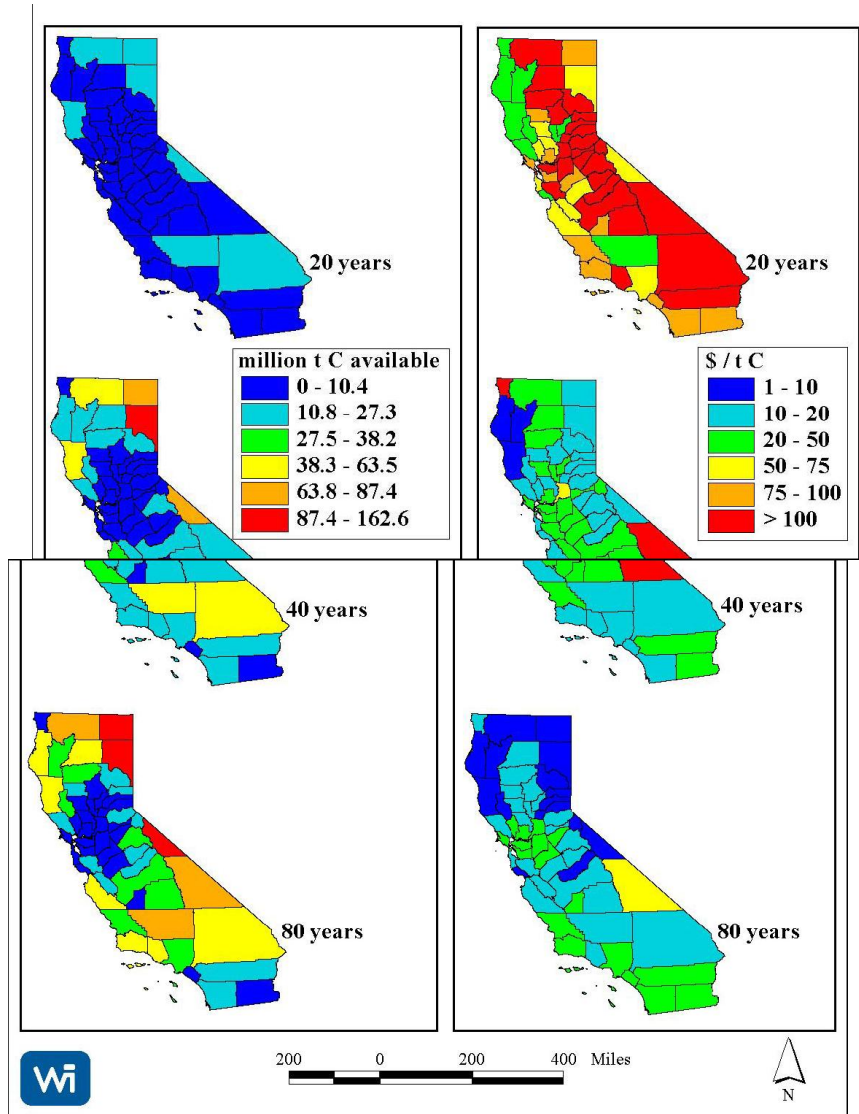 20 years
20 years
million t C available
0 - 10.4
10.8 - 27.3
27.5 - 38.2
38.3 - 63.5
63.8 - 87.4
87.4 - 162.6
$ / t C
1 - 10
10 - 20
20 - 50
50 - 75
75 - 100
> 100
40 years
40 years
80 years
80 years
200 0 200 400 Miles
N
Wi